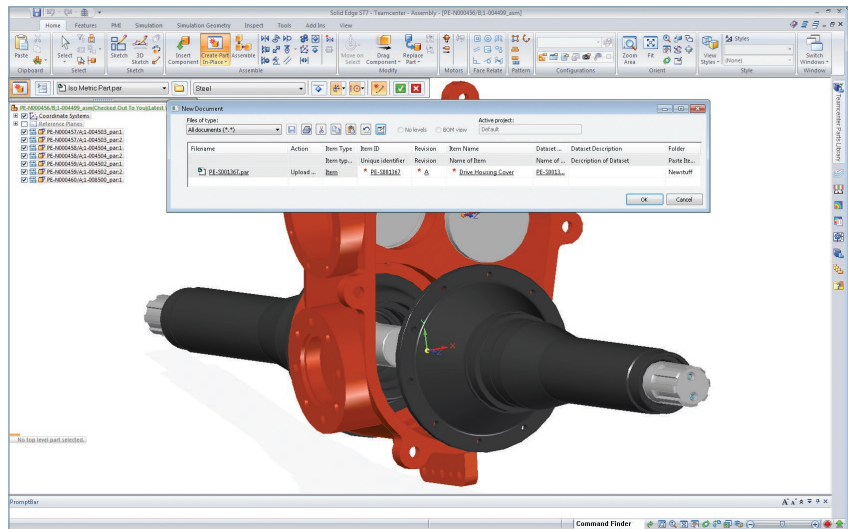 Solid Edge ST7 - Teamcenter - Assembly - [PE-N000456/B;1-004499_asm]
Home Features PMI Simulation Simulation Geometry Inspect Tools Add Ins View
Paste Select Sketch 3D Sketch Insert Component Create Part In-Place Assemble Move on Select Drag Component Replace Part Zoom Area Fit View Styles Styles (None) Switch Windows
Clipboard Select Sketch Assemble Modify Motors Face Relate Pattern Configurations Orient Style Window
Iso Metric Part.par Steel
PE-N000456/B;1-004499_asm(Checked Out To You)(Latest
Coordinate Systems
Reference Planes
PE-N000457/A;1-004503_par:1
PE-N000457/A;1-004503_par:2
PE-N000458/A;1-004504_par:1
PE-N000458/A;1-004504_par:2
PE-N000459/A;1-004502_par:1
PE-N000459/A;1-004502_par:2
PE-N000460/A;1-008500_par:1
New Document
Files of type: Active project:
All documents (*.*) No levels BOM view Default
Filename Action Item Type Item ID Revision Item Name Dataset ... Dataset Description Folder
Item typ... Unique identifier Revision Name of Item Name of ... Description of Dataset Paste Ite...
PE-S001367.par Upload ... Item * PE-S001367 * A * Drive Housing Cover PE-S0013... Newstuff
OK Cancel
Teamcenter Parts Library
X
No top level part selected.
PromptBar
Command Finder